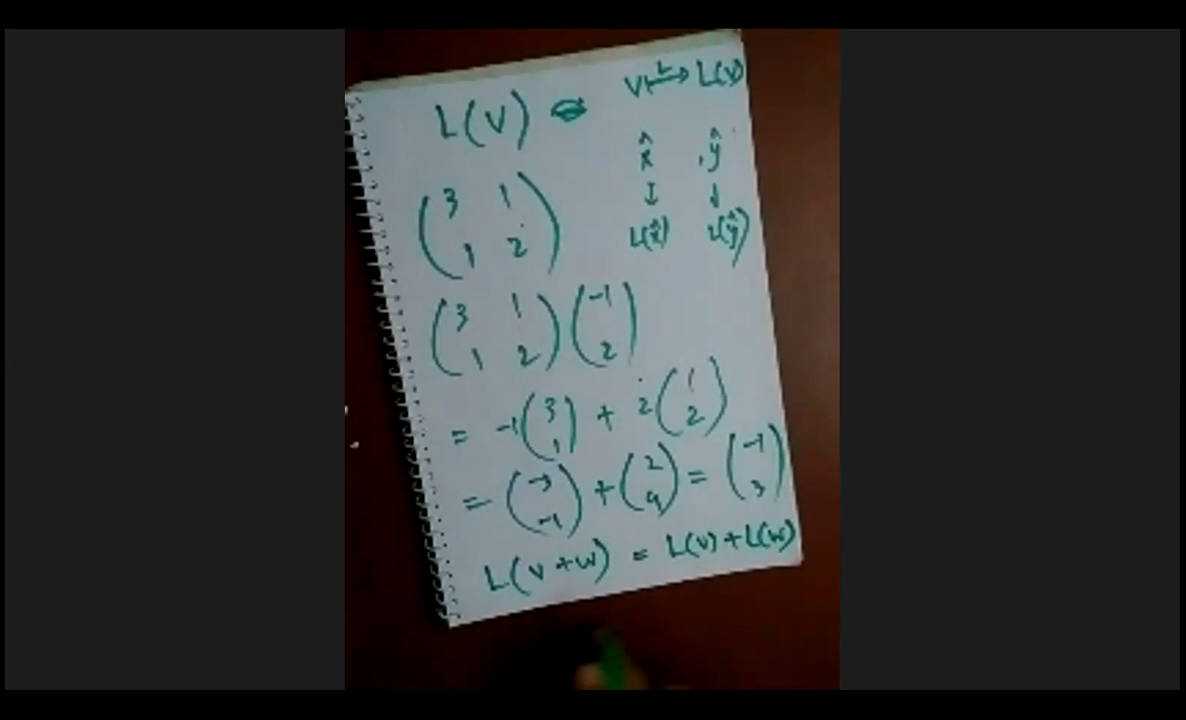 L(V)
V ↦ᴸ L(V)
x̂ , ŷ
↓ ↓
L(x̂) L(ŷ)
(3 1
1 2)
(3 1
1 2) (-1
2)
= -1 (3
1) + 2 (1
2)
= (-3
-1) + (2
4) = (-1
3)
L(v+w) = L(v)+L(w)